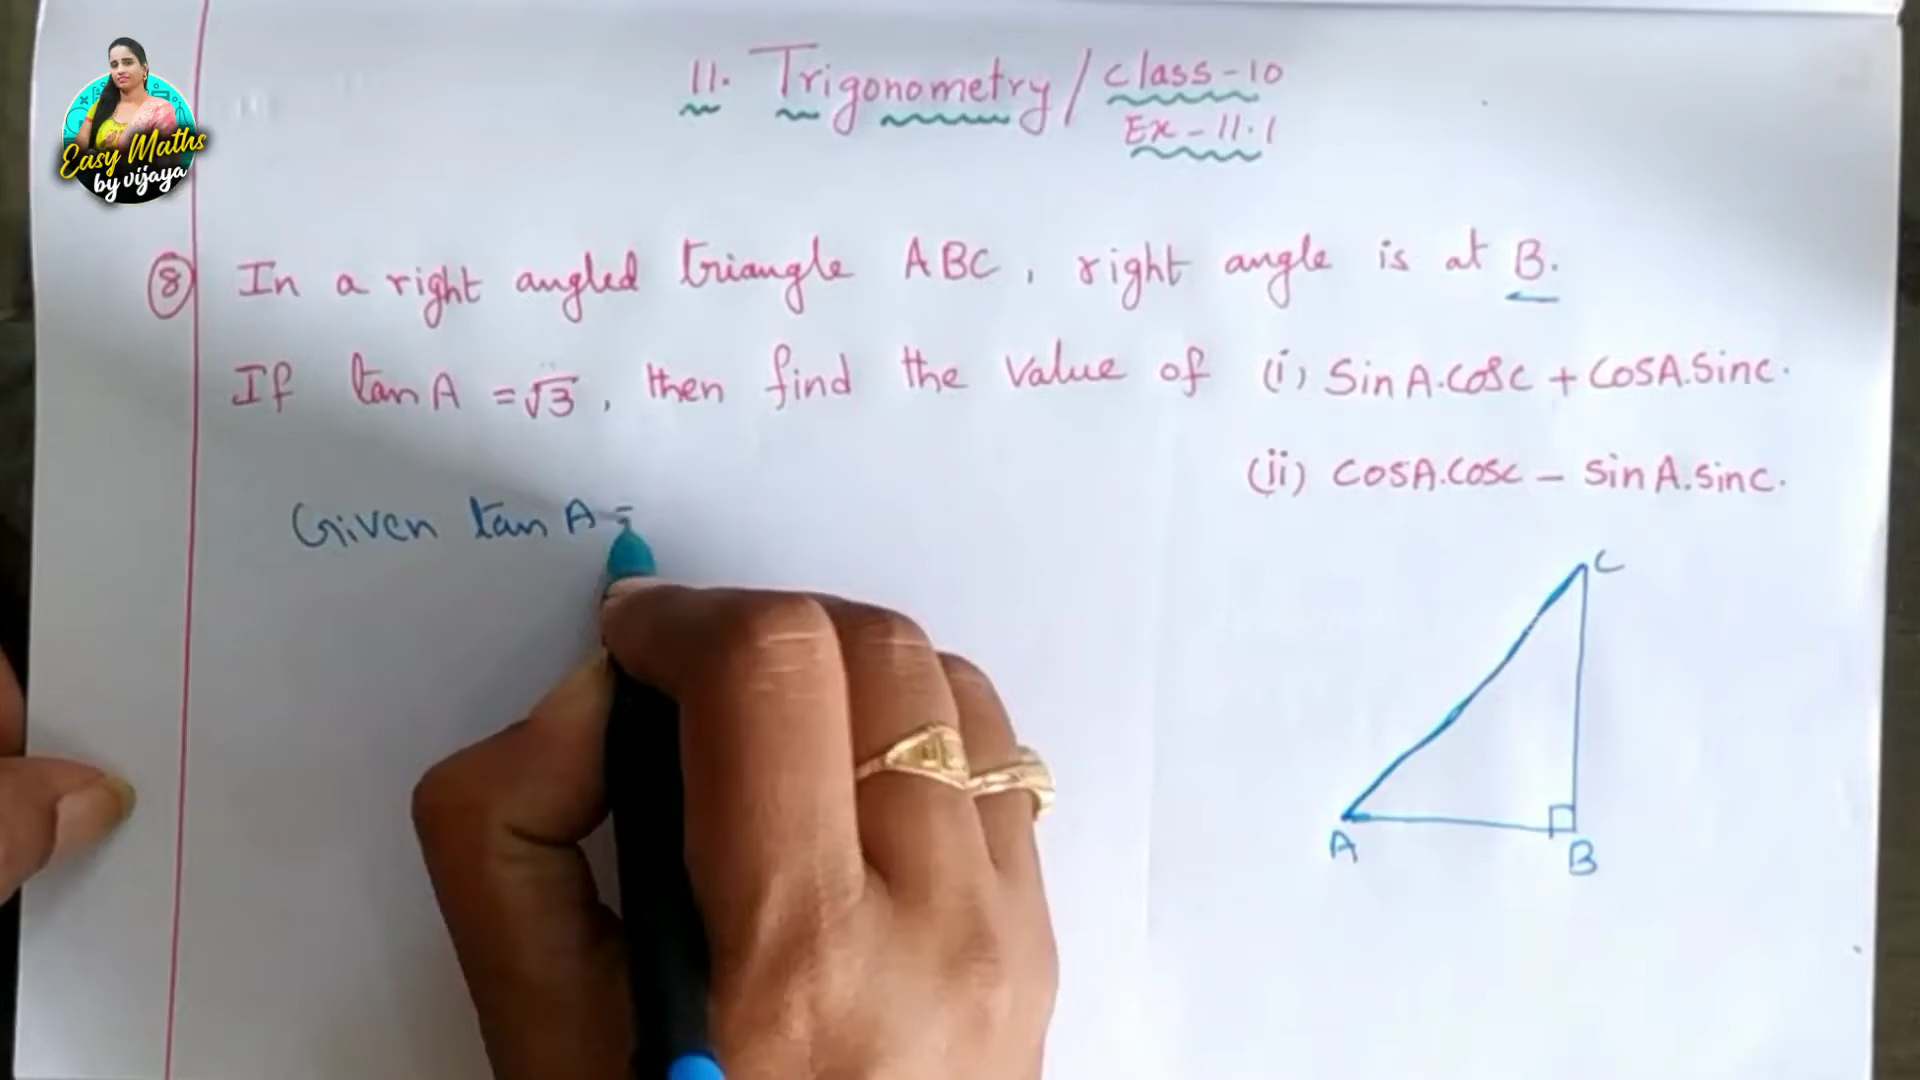 Easy Maths
by vijaya
11. Trigonometry / Class-10
Ex - 11.1
8 In a right angled triangle ABC, right angle is at B.
If tan A = √3, then find the value of (i) Sin A.cosc + cosA.sinc.
(ii) cosA.cosc - sin A.sinc.
Given tan A =
C
A
B